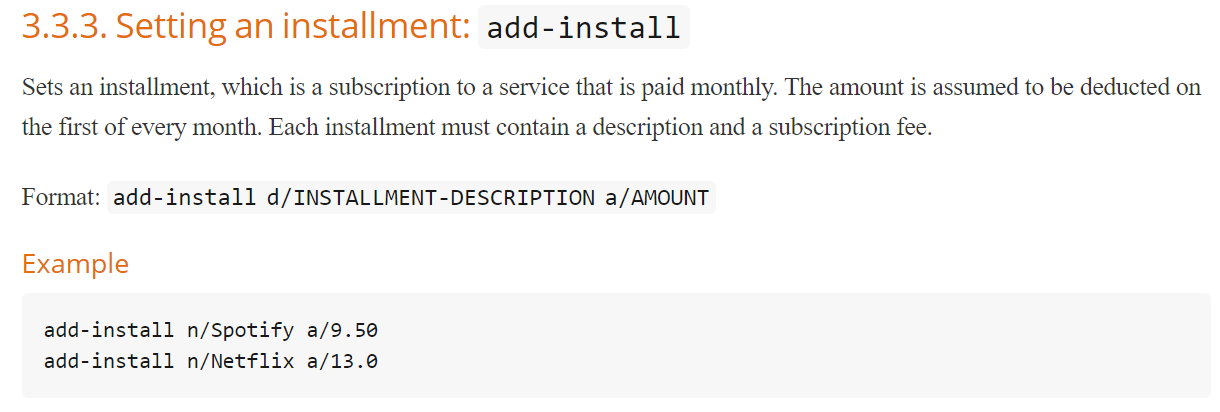 3.3.3. Setting an installment: add-install
Sets an installment, which is a subscription to a service that is paid monthly. The amount is assumed to be deducted on
the first of every month. Each installment must contain a description and a subscription fee.
Format: add-install d/INSTALLMENT-DESCRIPTION a/AMOUNT
Example
add-install n/Spotify a/9.50
add-install n/Netflix a/13.0